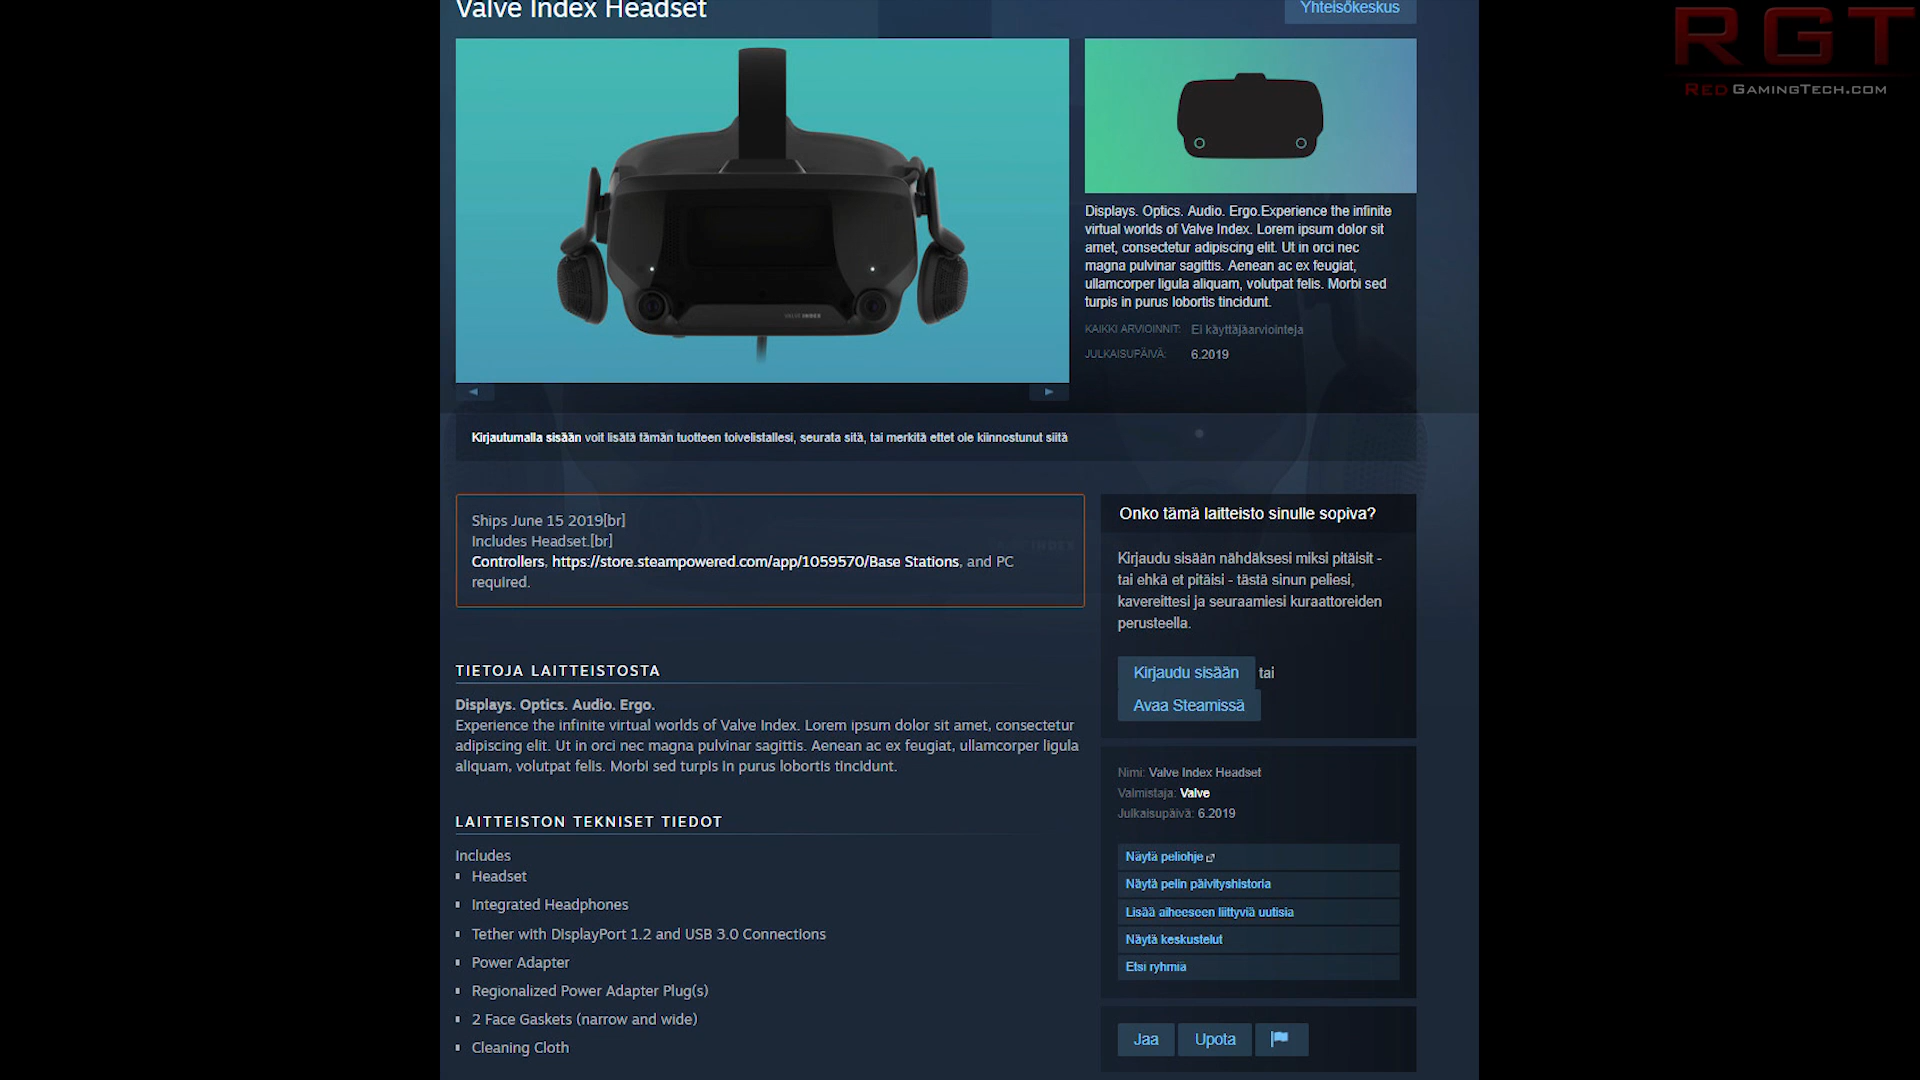 Valve Index Headset
Yhteisökeskus
RGT
RedGamingTech.com
VALVE INDEX
Displays. Optics. Audio. Ergo.Experience the infinite
virtual worlds of Valve Index. Lorem ipsum dolor sit
amet, consectetur adipiscing elit. Ut in orci nec
magna pulvinar sagittis. Aenean ac ex feugiat,
ullamcorper ligula aliquam, volutpat felis. Morbi sed
turpis in purus lobortis tincidunt.
KAIKKI ARVIOINNIT: Ei käyttäjäarviointeja
JULKAISUPÄIVÄ: 6.2019
Kirjautumalla sisään voit lisätä tämän tuotteen toivelistallesi, seurata sitä, tai merkitä ettet ole kiinnostunut siitä
Ships June 15 2019[br]
Includes Headset.[br]
Controllers, https://store.steampowered.com/app/1059570/Base Stations, and PC
required.
TIETOJA LAITTEISTOSTA
Displays. Optics. Audio. Ergo.
Experience the infinite virtual worlds of Valve Index. Lorem ipsum dolor sit amet, consectetur
adipiscing elit. Ut in orci nec magna pulvinar sagittis. Aenean ac ex feugiat, ullamcorper ligula
aliquam, volutpat felis. Morbi sed turpis in purus lobortis tincidunt.
LAITTEISTON TEKNISET TIEDOT
Includes
Headset
Integrated Headphones
Tether with DisplayPort 1.2 and USB 3.0 Connections
Power Adapter
Regionalized Power Adapter Plug(s)
2 Face Gaskets (narrow and wide)
Cleaning Cloth
Onko tämä laitteisto sinulle sopiva?
Kirjaudu sisään nähdäksesi miksi pitäisit -
tai ehkä et pitäisi - tästä sinun peliesi,
kavereittesi ja seuraamiesi kuraattoreiden
perusteella.
Kirjaudu sisään tai
Avaa Steamissä
Nimi: Valve Index Headset
Valmistaja: Valve
Julkaisupäivä: 6.2019
Näytä peliohje
Näytä pelin päivityshistoria
Lisää aiheeseen liittyviä uutisia
Näytä keskustelut
Etsi ryhmiä
Jaa
Upota